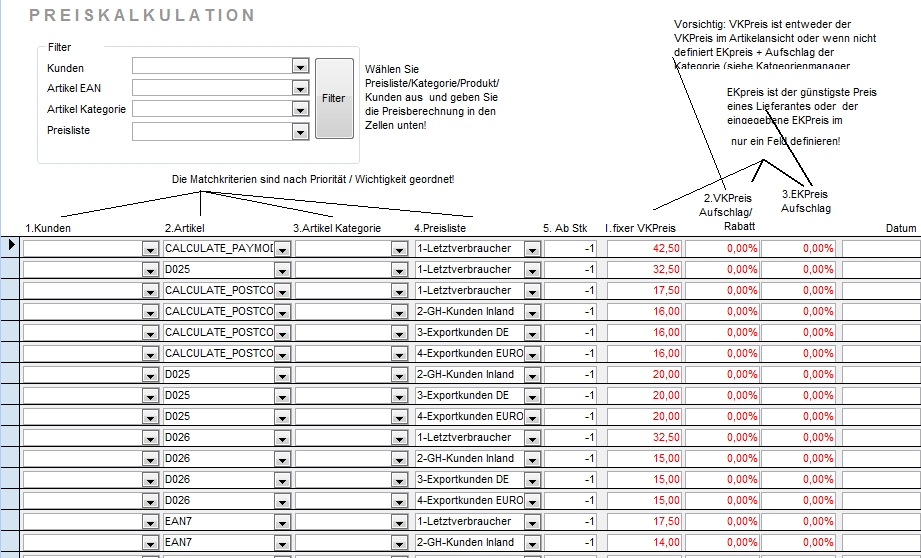 PREISKALKULATION
Vorsichtig: VKPreis ist entweder der
VKPreis im Artikelansicht oder wenn nicht
definiert EKpreis + Aufschlag der
Kategorie (siehe Katgeorienmanager
Filter
Kunden
Artikel EAN
Artikel Kategorie
Preisliste
Filter
Wählen Sie
Preisliste/Kategorie/Produkt/
Kunden aus und geben Sie
die Preisberechnung in den
Zellen unten!
EKpreis ist der günstigste Preis
eines Lieferantes oder der
eingegebene EKPreis im
nur ein Feld definieren!
Die Matchkriterien sind nach Priorität / Wichtigkeit geordnet!
1.Kunden 2.Artikel 3.Artikel Kategorie 4.Preisliste 5. Ab Stk 1.fixer VKPreis 2.VKPreis Aufschlag/ Rabatt 3.EKPreis Aufschlag Datum
CALCULATE_PAYMOD 1-Letztverbraucher -1 42,50 0,00% 0,00%
D025 1-Letztverbraucher -1 32,50 0,00% 0,00%
CALCULATE_POSTCO 1-Letztverbraucher -1 17,50 0,00% 0,00%
CALCULATE_POSTCO 2-GH-Kunden Inland -1 16,00 0,00% 0,00%
CALCULATE_POSTCO 3-Exportkunden DE -1 16,00 0,00% 0,00%
CALCULATE_POSTCO 4-Exportkunden EURO -1 16,00 0,00% 0,00%
D025 2-GH-Kunden Inland -1 20,00 0,00% 0,00%
D025 3-Exportkunden DE -1 20,00 0,00% 0,00%
D025 4-Exportkunden EURO -1 20,00 0,00% 0,00%
D026 1-Letztverbraucher -1 32,50 0,00% 0,00%
D026 2-GH-Kunden Inland -1 15,00 0,00% 0,00%
D026 3-Exportkunden DE -1 15,00 0,00% 0,00%
D026 4-Exportkunden EURO -1 15,00 0,00% 0,00%
EAN7 1-Letztverbraucher -1 17,50 0,00% 0,00%
EAN7 2-GH-Kunden Inland -1 14,00 0,00% 0,00%